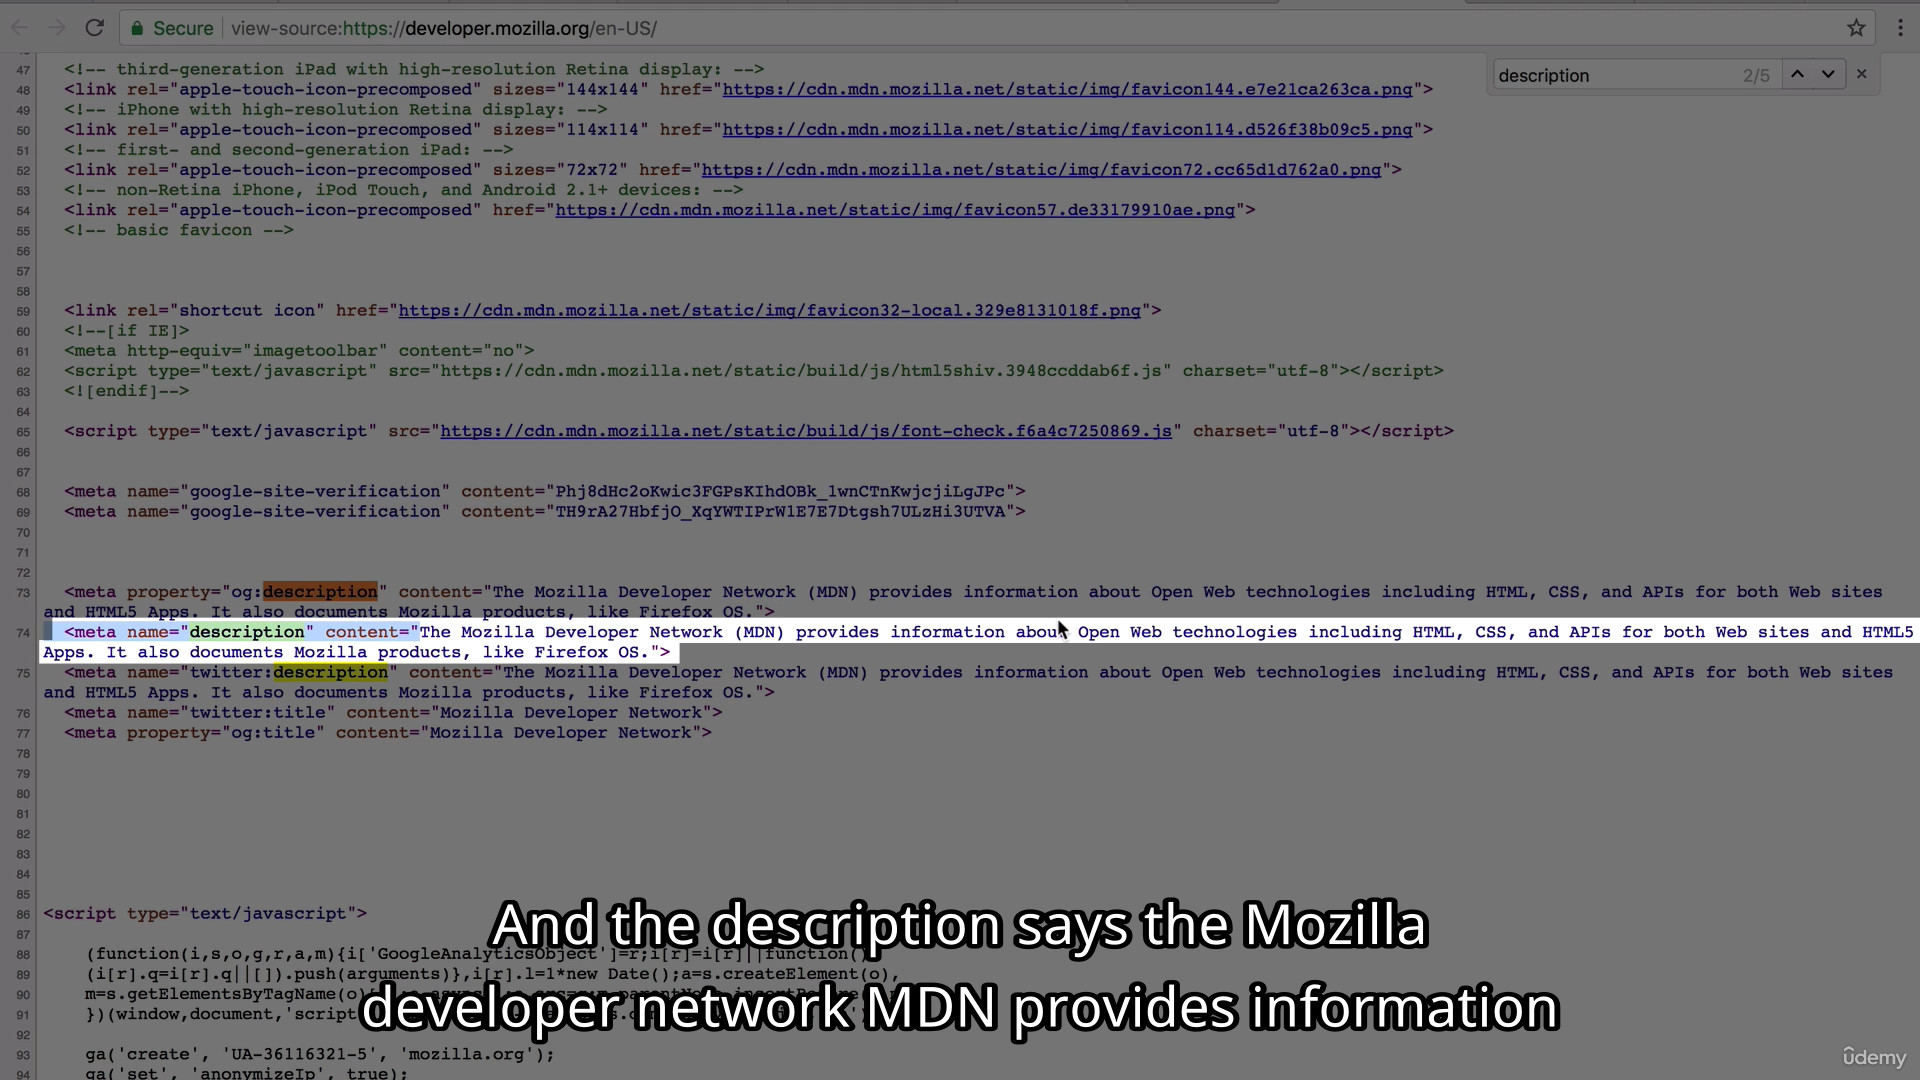 Secure view-source:https://developer.mozilla.org/en-US/
description 2/5
47 <!-- third-generation iPad with high-resolution Retina display: -->
48 <link rel="apple-touch-icon-precomposed" sizes="144x144" href="https://cdn.mdn.mozilla.net/static/img/favicon144.e7e21ca263ca.png">
49 <!-- iPhone with high-resolution Retina display: -->
50 <link rel="apple-touch-icon-precomposed" sizes="114x114" href="https://cdn.mdn.mozilla.net/static/img/favicon114.d526f38b09c5.png">
51 <!-- first- and second-generation iPad: -->
52 <link rel="apple-touch-icon-precomposed" sizes="72x72" href="https://cdn.mdn.mozilla.net/static/img/favicon72.cc65d1d762a0.png">
53 <!-- non-Retina iPhone, iPod Touch, and Android 2.1+ devices: -->
54 <link rel="apple-touch-icon-precomposed" href="https://cdn.mdn.mozilla.net/static/img/favicon57.de33179910ae.png">
55 <!-- basic favicon -->
56
57
58
59 <link rel="shortcut icon" href="https://cdn.mdn.mozilla.net/static/img/favicon32-local.329e8131018f.png">
60 <!--[if IE]>
61 <meta http-equiv="imagetoolbar" content="no">
62 <script type="text/javascript" src="https://cdn.mdn.mozilla.net/static/build/js/html5shiv.3948ccddab6f.js" charset="utf-8"></script>
63 <![endif]-->
64
65 <script type="text/javascript" src="https://cdn.mdn.mozilla.net/static/build/js/font-check.f6a4c7250869.js" charset="utf-8"></script>
66
67
68 <meta name="google-site-verification" content="Phj8dHc2oKwic3FGPsKIhdOBk_1wnCTnKwjcjiLgJPc">
69 <meta name="google-site-verification" content="TH9rA27HbfjO_XqYWTIPrW1E7E7Dtgsh7ULzHi3UTVA">
70
71
72
73 <meta property="og:description" content="The Mozilla Developer Network (MDN) provides information about Open Web technologies including HTML, CSS, and APIs for both Web sites
and HTML5 Apps. It also documents Mozilla products, like Firefox OS.">
74 <meta name="description" content="The Mozilla Developer Network (MDN) provides information about Open Web technologies including HTML, CSS, and APIs for both Web sites and HTML5
Apps. It also documents Mozilla products, like Firefox OS.">
75 <meta name="twitter:description" content="The Mozilla Developer Network (MDN) provides information about Open Web technologies including HTML, CSS, and APIs for both Web sites
and HTML5 Apps. It also documents Mozilla products, like Firefox OS.">
76 <meta name="twitter:title" content="Mozilla Developer Network">
77 <meta property="og:title" content="Mozilla Developer Network">
78
79
80
81
82
83
84
85
86 <script type="text/javascript">
87
88 (function(i,s,o,g,r,a,m){i['GoogleAnalyticsObject']=r;i[r]=i[r]||function()
89 (i[r].q=i[r].q||[]).push(arguments)},i[r].l=1*new Date();a=s.createElement(o),
90 m=s.getElementsByTagName(o)
91 })(window,document,'script
92
93 ga('create', 'UA-36116321-5', 'mozilla.org');
94 ga('set', 'anonymizeIp', true);
And the description says the Mozilla
developer network MDN provides information
ûdemy